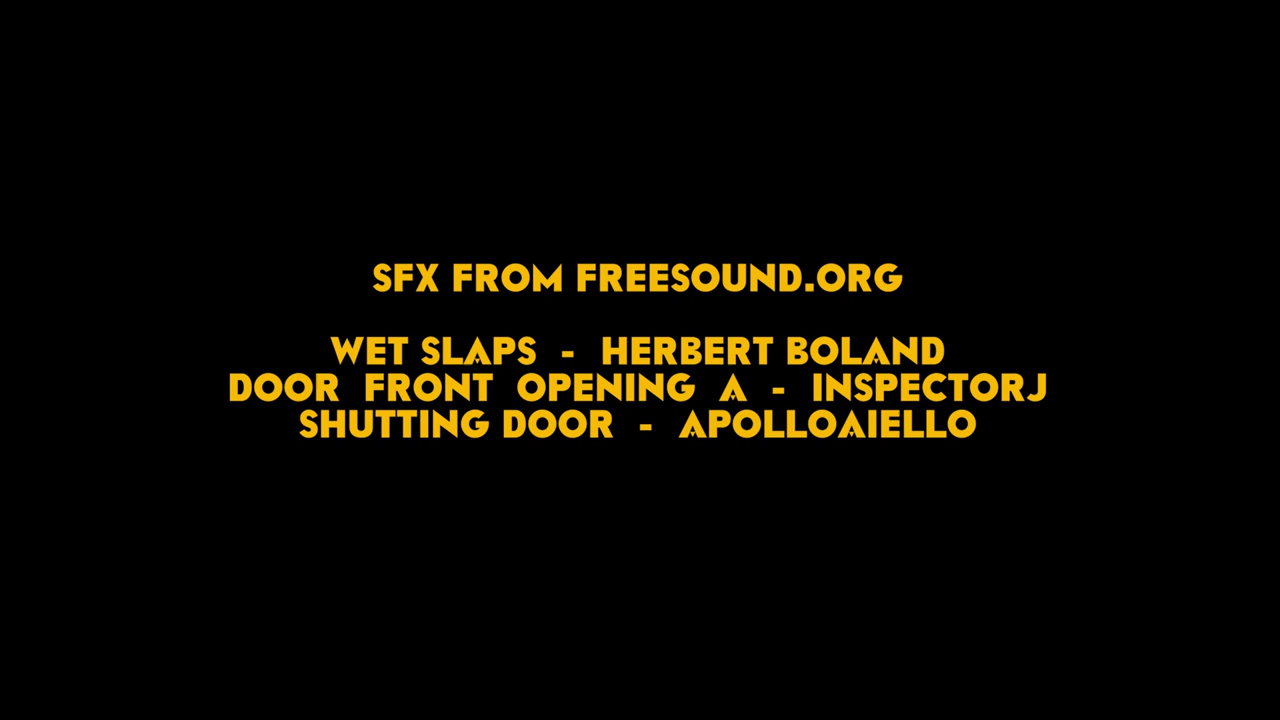 SFX FROM FREESOUND.ORG
WET SLAPS - HERBERT BOLAND
DOOR FRONT OPENING A - INSPECTORJ
SHUTTING DOOR - APOLLOAIELLO